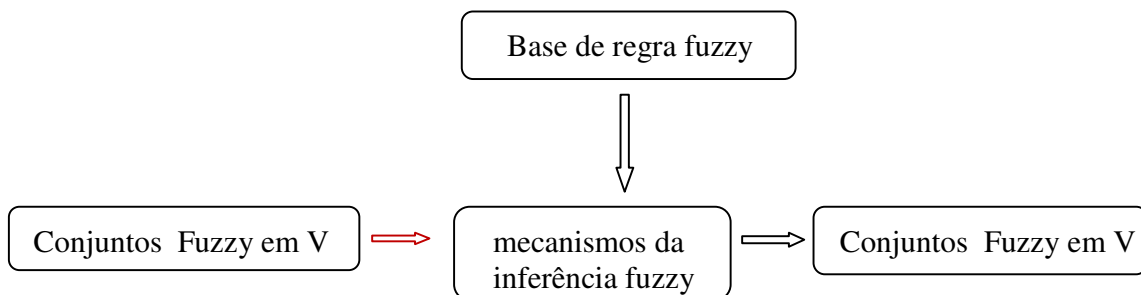 Base de regra fuzzy
Conjuntos Fuzzy em V
mecanismos da
inferência fuzzy
Conjuntos Fuzzy em V